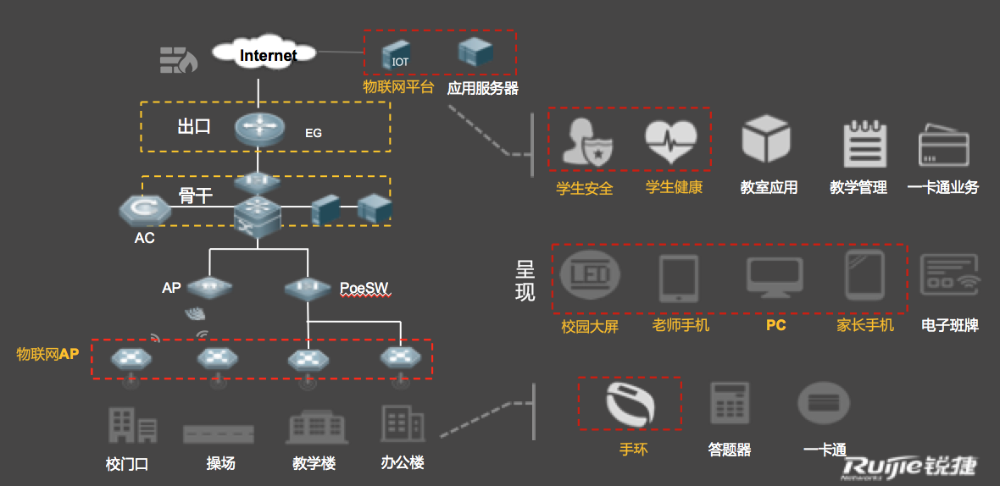 Internet
IOT
物联网平台
应用服务器
出口
EG
骨干
AC
AP
PoeSW
物联网AP
校门口
操场
教学楼
办公楼
学生安全
学生健康
教室应用
教学管理
一卡通业务
呈现
LED
校园大屏
老师手机
PC
家长手机
电子班牌
手环
答题器
一卡通
Ruijie锐捷
Networks